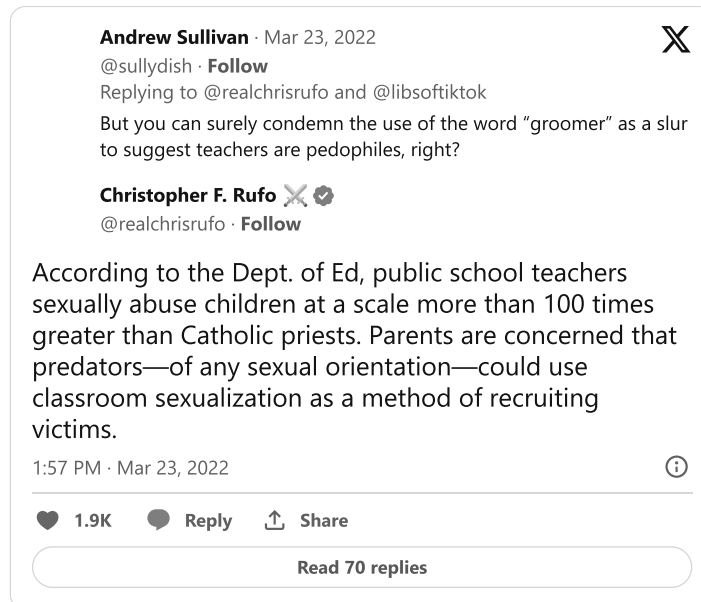 Andrew Sullivan · Mar 23, 2022
@sullydish · Follow
Replying to @realchrisrufo and @libsoftiktok
But you can surely condemn the use of the word “groomer” as a slur
to suggest teachers are pedophiles, right?
Christopher F. Rufo ⚔️
@realchrisrufo · Follow
According to the Dept. of Ed, public school teachers
sexually abuse children at a scale more than 100 times
greater than Catholic priests. Parents are concerned that
predators—of any sexual orientation—could use
classroom sexualization as a method of recruiting
victims.
1:57 PM · Mar 23, 2022
1.9K Reply Share
Read 70 replies